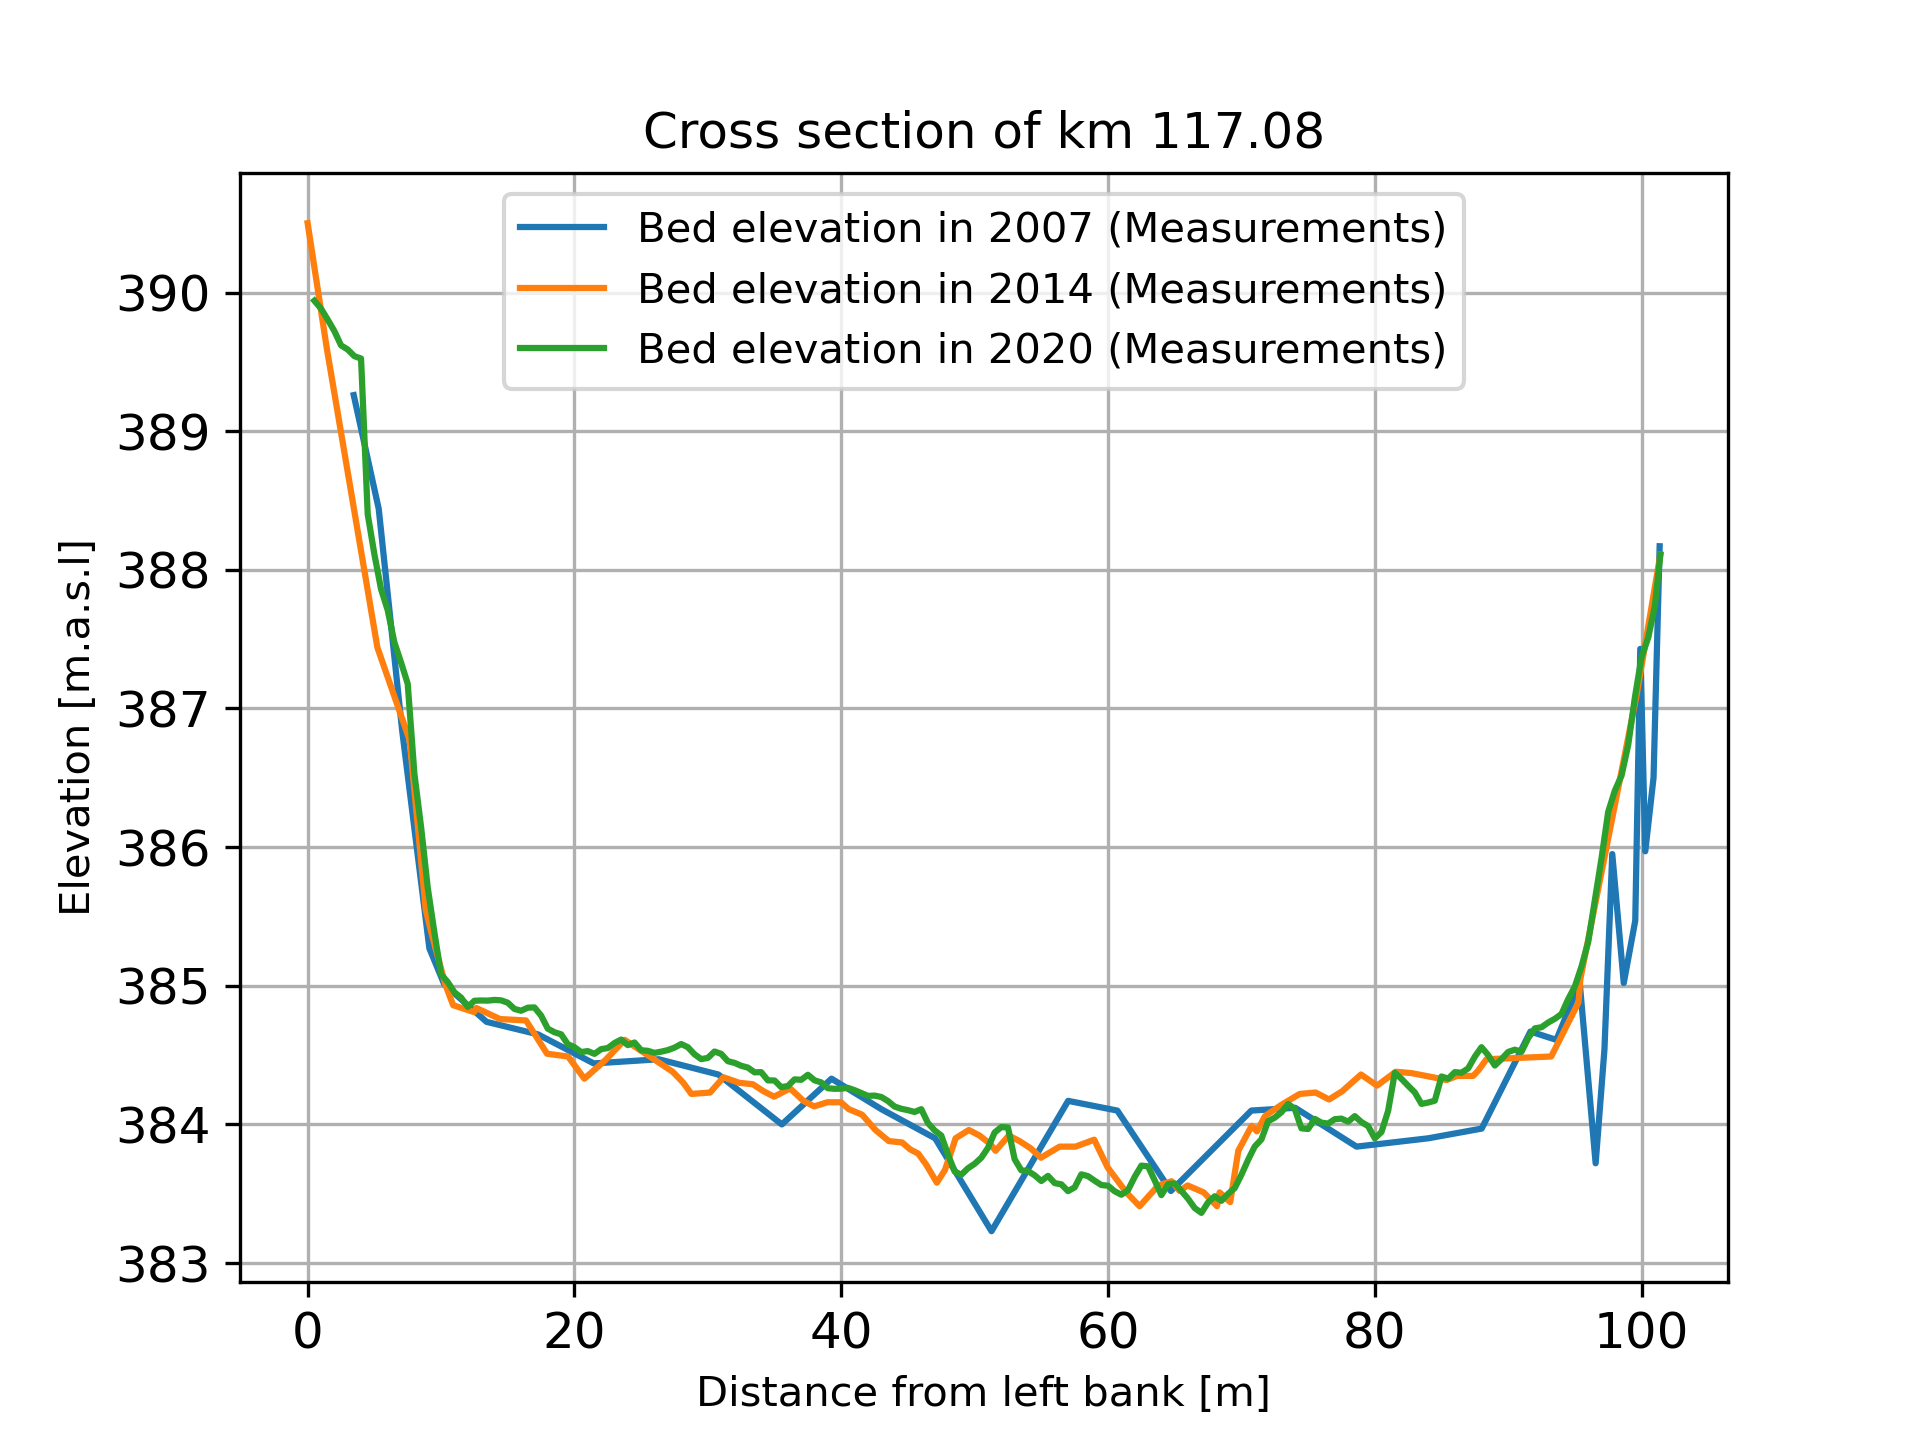 Cross section of km 117.08
Bed elevation in 2007 (Measurements)
Bed elevation in 2014 (Measurements)
Bed elevation in 2020 (Measurements)
390
389
388
387
386
385
384
383
Elevation [m.a.s.l]
0 20 40 60 80 100
Distance from left bank [m]